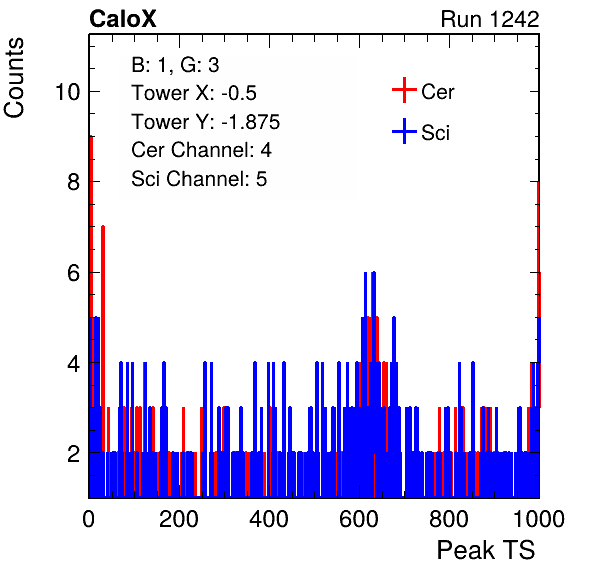 CaloX Run 1242
Counts
B: 1, G: 3
Tower X: -0.5
Tower Y: -1.875
Cer Channel: 4
Sci Channel: 5
Cer
Sci
10
8
6
4
2
0 200 400 600 800 1000
Peak TS